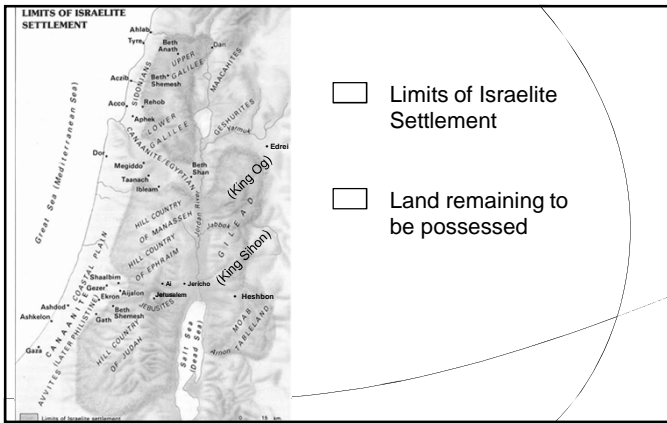 LIMITS OF ISRAELITE
SETTLEMENT
Ahlab
Tyre
Beth
Anath
Dan
UPPER
GALILEE
MAACAHITES
SIDONIANS
Aczib
Beth
Shemesh
Acco
Rehob
Aphek
LOWER
GALILEE
GESHURITES
Yarmuk
Edrei
CANAANITE/EGYPTIAN
Dor
Megiddo
Beth
Shan
Taanach
Ibleam
(King Og)
Great Sea (Mediterranean Sea)
Jordan River
HILL COUNTRY
OF MANASSEH
Jabbok
GILEAD
HILL COUNTRY
OF EPHRAIM
(King Sihon)
COASTAL PLAIN
CANAANITE
AVVITES (LATER PHILISTINE)
Shaalbim
Gezer
Aijalon
Ai
Jericho
Ekron
Jerusalem
JEBUSITES
Heshbon
Ashdod
Beth
Shemesh
Ashkelon
Gath
HILL COUNTRY
OF JUDAH
Salt Sea
(Dead Sea)
MOAB
TABLELAND
Gaza
Arnon
Limits of Israelite settlement
0 15 km
Limits of Israelite
Settlement
Land remaining to
be possessed